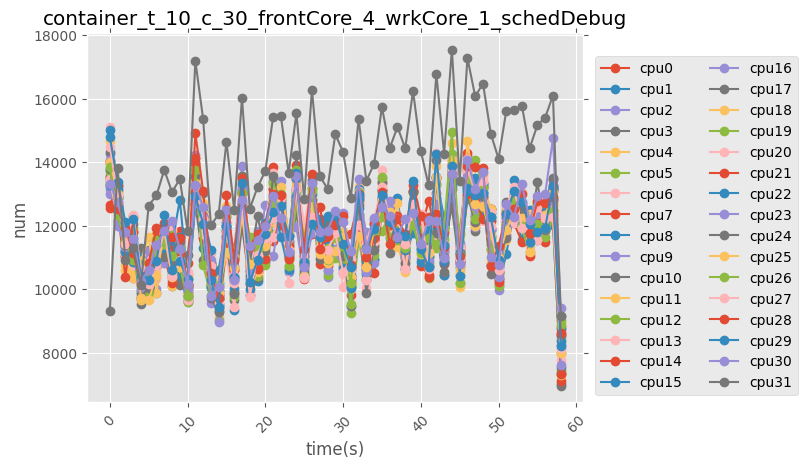 container_t_10_c_30_frontCore_4_wrkCore_1_schedDebug
18000
16000
14000
12000
10000
8000
num
0
10
20
30
40
50
60
time(s)
cpu0
cpu1
cpu2
cpu3
cpu4
cpu5
cpu6
cpu7
cpu8
cpu9
cpu10
cpu11
cpu12
cpu13
cpu14
cpu15
cpu16
cpu17
cpu18
cpu19
cpu20
cpu21
cpu22
cpu23
cpu24
cpu25
cpu26
cpu27
cpu28
cpu29
cpu30
cpu31